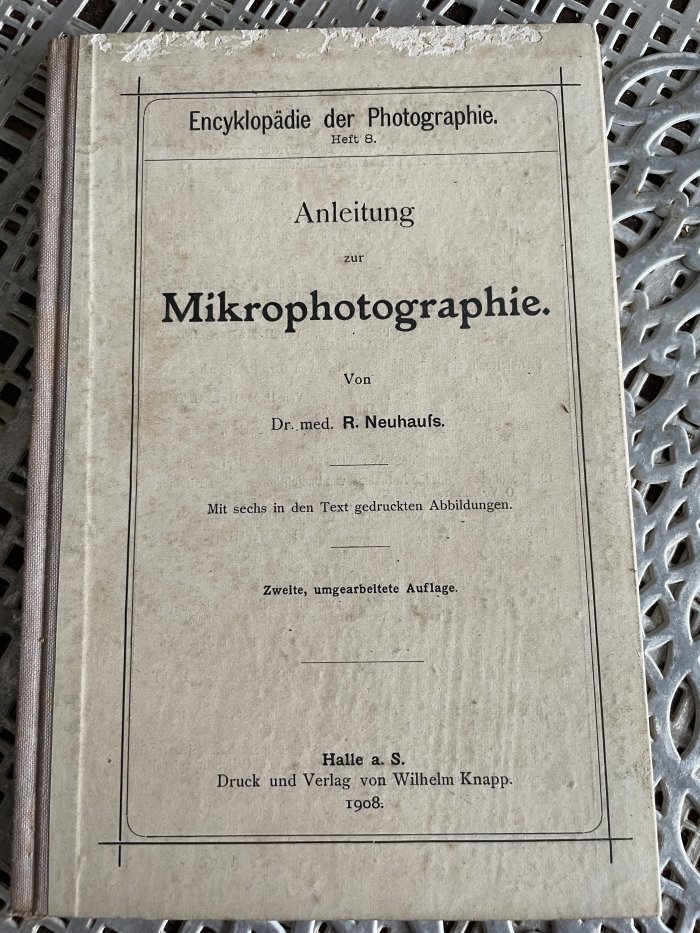 Encyklopädie der Photographie.
Heft 8.
Anleitung
zur
Mikrophotographie.
Von
Dr. med. R. Neuhaufs.
Mit sechs in den Text gedruckten Abbildungen.
Zweite, umgearbeitete Auflage.
Halle a. S.
Druck und Verlag von Wilhelm Knapp.
1908.